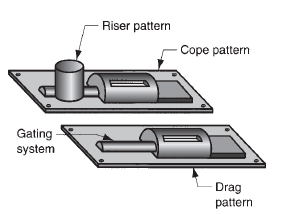 Riser pattern
Cope pattern
Gating
system
Drag
pattern